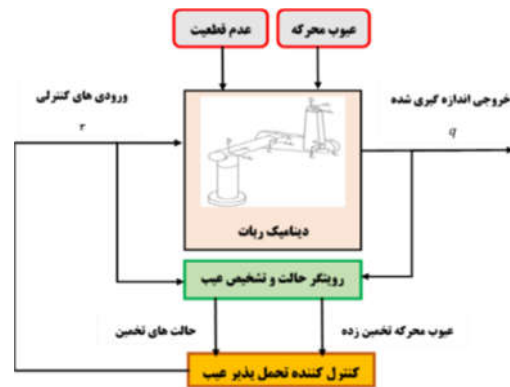 عیوب محرکه
عدم قطعیت
ورودی های کنترلی
τ
خروجی اندازه گیری شده
q
دینامیک ربات
رویتگر حالت و تشخیص عیب
حالت های تخمین
عیوب محرکه تخمین زده
کنترل کننده تحمل پذیر عیب